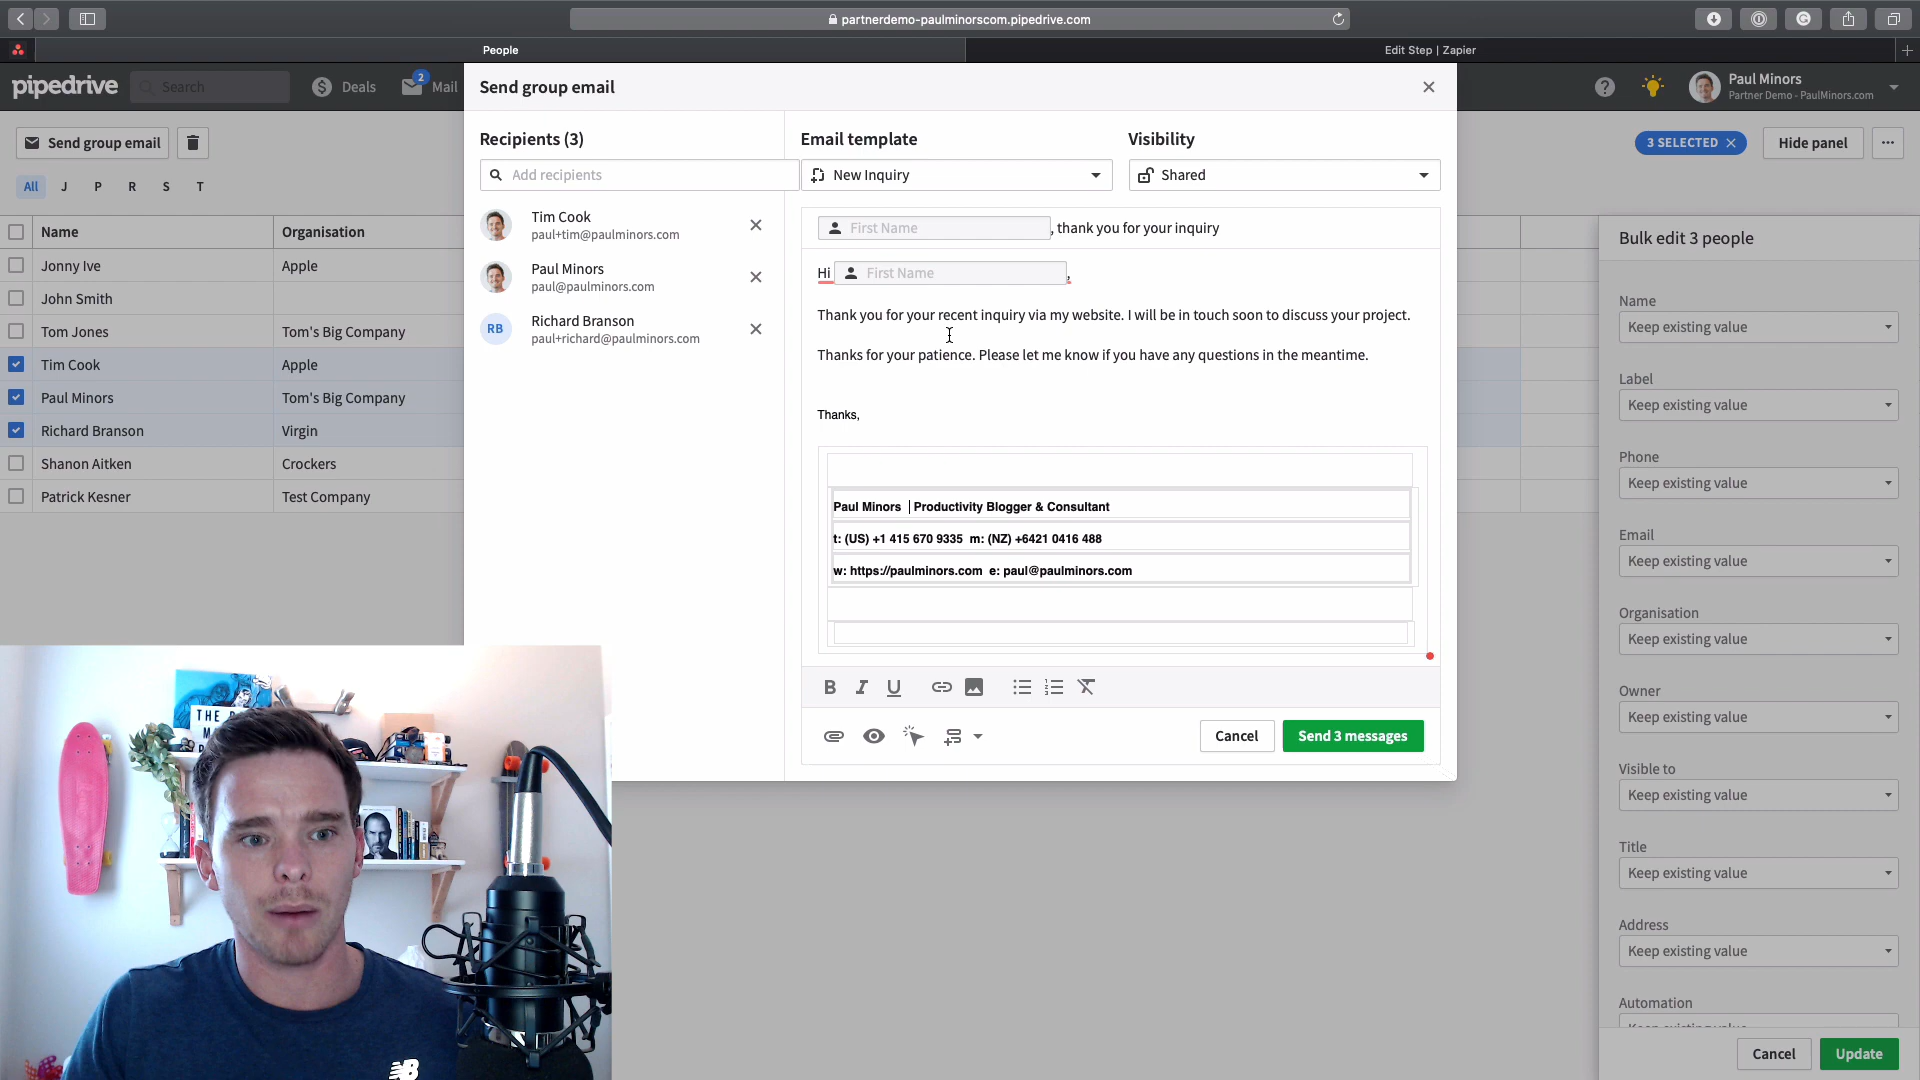 partnerdemo-paulminorscom.pipedrive.com
People
Edit Step | Zapier
pipedrive
Search
Deals
2
Mail
Send group email
Paul Minors
Partner Demo - PaulMinors.com
Send group email
3 SELECTED
Hide panel
All
J
P
R
S
T
Name
Organisation
Jonny Ive
Apple
John Smith
Tom Jones
Tom's Big Company
Tim Cook
Apple
Paul Minors
Tom's Big Company
Richard Branson
Virgin
Shanon Aitken
Crockers
Patrick Kesner
Test Company
Recipients (3)
Add recipients
Tim Cook
paul+tim@paulminors.com
Paul Minors
paul@paulminors.com
RB
Richard Branson
paul+richard@paulminors.com
Email template
New Inquiry
Visibility
Shared
First Name , thank you for your inquiry
Hi First Name ,
Thank you for your recent inquiry via my website. I will be in touch soon to discuss your project.
Thanks for your patience. Please let me know if you have any questions in the meantime.
Thanks,
Paul Minors | Productivity Blogger & Consultant
t: (US) +1 415 670 9335 m: (NZ) +6421 0416 488
w: https://paulminors.com e: paul@paulminors.com
B I U
Cancel
Send 3 messages
Bulk edit 3 people
Name
Keep existing value
Label
Keep existing value
Phone
Keep existing value
Email
Keep existing value
Organisation
Keep existing value
Owner
Keep existing value
Visible to
Keep existing value
Title
Keep existing value
Address
Keep existing value
Automation
Cancel
Update
THE
NB